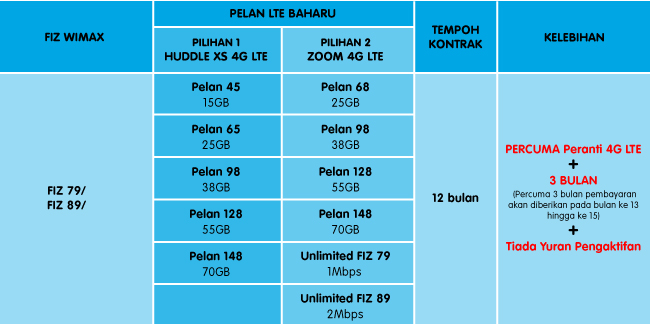 FIZ WIMAX
PELAN LTE BAHARU
PILIHAN 1
HUDDLE XS 4G LTE
PILIHAN 2
ZOOM 4G LTE
TEMPOH
KONTRAK
KELEBIHAN
FIZ 79/
FIZ 89/
Pelan 45
15GB
Pelan 68
25GB
Pelan 65
25GB
Pelan 98
38GB
Pelan 98
38GB
Pelan 128
55GB
Pelan 128
55GB
Pelan 148
70GB
Pelan 148
70GB
Unlimited FIZ 79
1Mbps
Unlimited FIZ 89
2Mbps
12 bulan
PERCUMA Peranti 4G LTE
+
3 BULAN
(Percuma 3 bulan pembayaran
akan diberikan pada bulan ke 13
hingga ke 15)
+
Tiada Yuran Pengaktifan